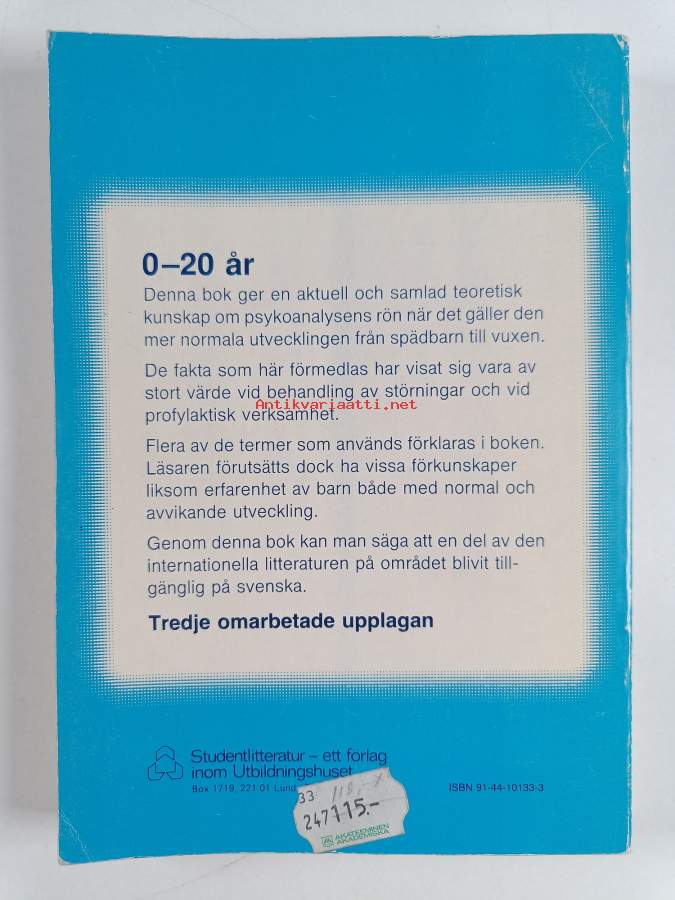 0–20 år
Denna bok ger en aktuell och samlad teoretisk
kunskap om psykoanalysens rön när det gäller den
mer normala utvecklingen från spädbarn till vuxen.
De fakta som här förmedlas har visat sig vara av
stort värde vid behandling av störningar och vid
Antikvariaatti.net
profylaktisk verksamhet.
Flera av de termer som används förklaras i boken.
Läsaren förutsätts dock ha vissa förkunskaper
liksom erfarenhet av barn både med normal och
avvikande utveckling.
Genom denna bok kan man säga att en del av den
internationella litteraturen på området blivit till-
gänglig på svenska.
Tredje omarbetade upplagan
Studentlitteratur – ett förlag
inom Utbildningshuset
Box 1719, 221 01 Lund
ISBN 91-44-10133-3
33 118,-
247 115.-
AKATEEMINEN
AKADEMISKA